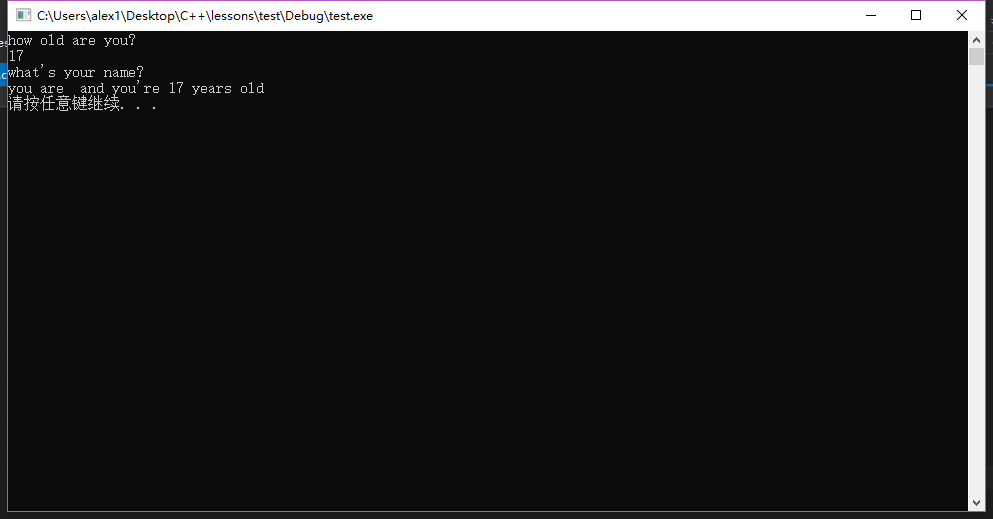 C:\Users\alex1\Desktop\C++\lessons\test\Debug\test.exe
how old are you?
17
what's your name?
you are  and you're 17 years old
请按任意键继续. . .